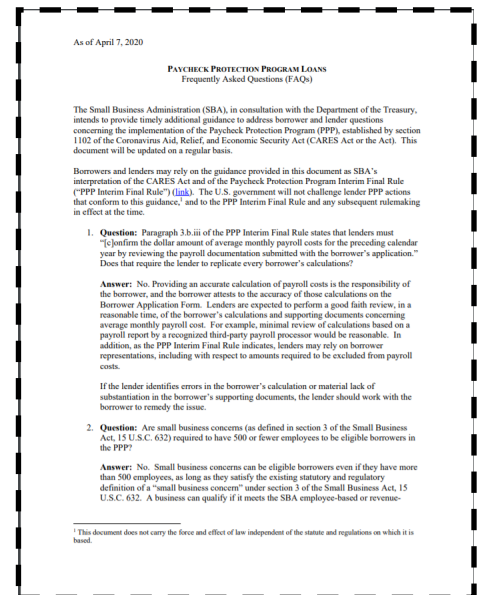 As of April 7, 2020
PAYCHECK PROTECTION PROGRAM LOANS
Frequently Asked Questions (FAQs)
The Small Business Administration (SBA), in consultation with the Department of the Treasury,
intends to provide timely additional guidance to address borrower and lender questions
concerning the implementation of the Paycheck Protection Program (PPP), established by section
1102 of the Coronavirus Aid, Relief, and Economic Security Act (CARES Act or the Act). This
document will be updated on a regular basis.
Borrowers and lenders may rely on the guidance provided in this document as SBA's
interpretation of the CARES Act and of the Paycheck Protection Program Interim Final Rule
("PPP Interim Final Rule") (link). The U.S. government will not challenge lender PPP actions
that conform to this guidance,¹ and to the PPP Interim Final Rule and any subsequent rulemaking
in effect at the time.
1. Question: Paragraph 3.b.iii of the PPP Interim Final Rule states that lenders must
"[c]onfirm the dollar amount of average monthly payroll costs for the preceding calendar
year by reviewing the payroll documentation submitted with the borrower's application."
Does that require the lender to replicate every borrower's calculations?
Answer: No. Providing an accurate calculation of payroll costs is the responsibility of
the borrower, and the borrower attests to the accuracy of those calculations on the
Borrower Application Form. Lenders are expected to perform a good faith review, in a
reasonable time, of the borrower's calculations and supporting documents concerning
average monthly payroll cost. For example, minimal review of calculations based on a
payroll report by a recognized third-party payroll processor would be reasonable. In
addition, as the PPP Interim Final Rule indicates, lenders may rely on borrower
representations, including with respect to amounts required to be excluded from payroll
costs.
If the lender identifies errors in the borrower's calculation or material lack of
substantiation in the borrower's supporting documents, the lender should work with the
borrower to remedy the issue.
2. Question: Are small business concerns (as defined in section 3 of the Small Business
Act, 15 U.S.C. 632) required to have 500 or fewer employees to be eligible borrowers in
the PPP?
Answer: No. Small business concerns can be eligible borrowers even if they have more
than 500 employees, as long as they satisfy the existing statutory and regulatory
definition of a "small business concern" under section 3 of the Small Business Act, 15
U.S.C. 632. A business can qualify if it meets the SBA employee-based or revenue-
¹ This document does not carry the force and effect of law independent of the statute and regulations on which it is
based.